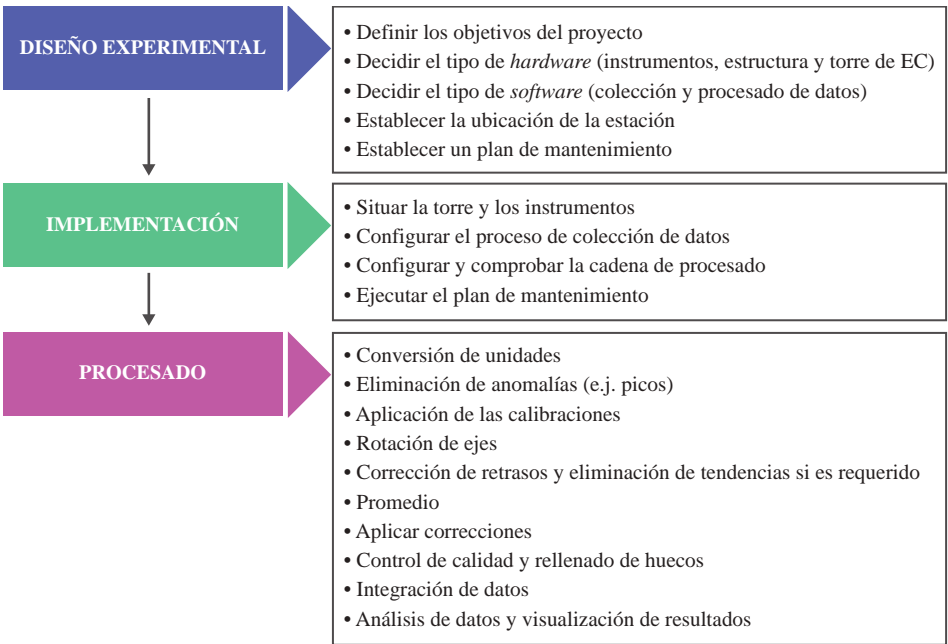 DISEÑO EXPERIMENTAL
• Definir los objetivos del proyecto
• Decidir el tipo de hardware (instrumentos, estructura y torre de EC)
• Decidir el tipo de software (colección y procesado de datos)
• Establecer la ubicación de la estación
• Establecer un plan de mantenimiento
IMPLEMENTACIÓN
• Situar la torre y los instrumentos
• Configurar el proceso de colección de datos
• Configurar y comprobar la cadena de procesado
• Ejecutar el plan de mantenimiento
PROCESADO
• Conversión de unidades
• Eliminación de anomalías (e.j. picos)
• Aplicación de las calibraciones
• Rotación de ejes
• Corrección de retrasos y eliminación de tendencias si es requerido
• Promedio
• Aplicar correcciones
• Control de calidad y rellenado de huecos
• Integración de datos
• Análisis de datos y visualización de resultados